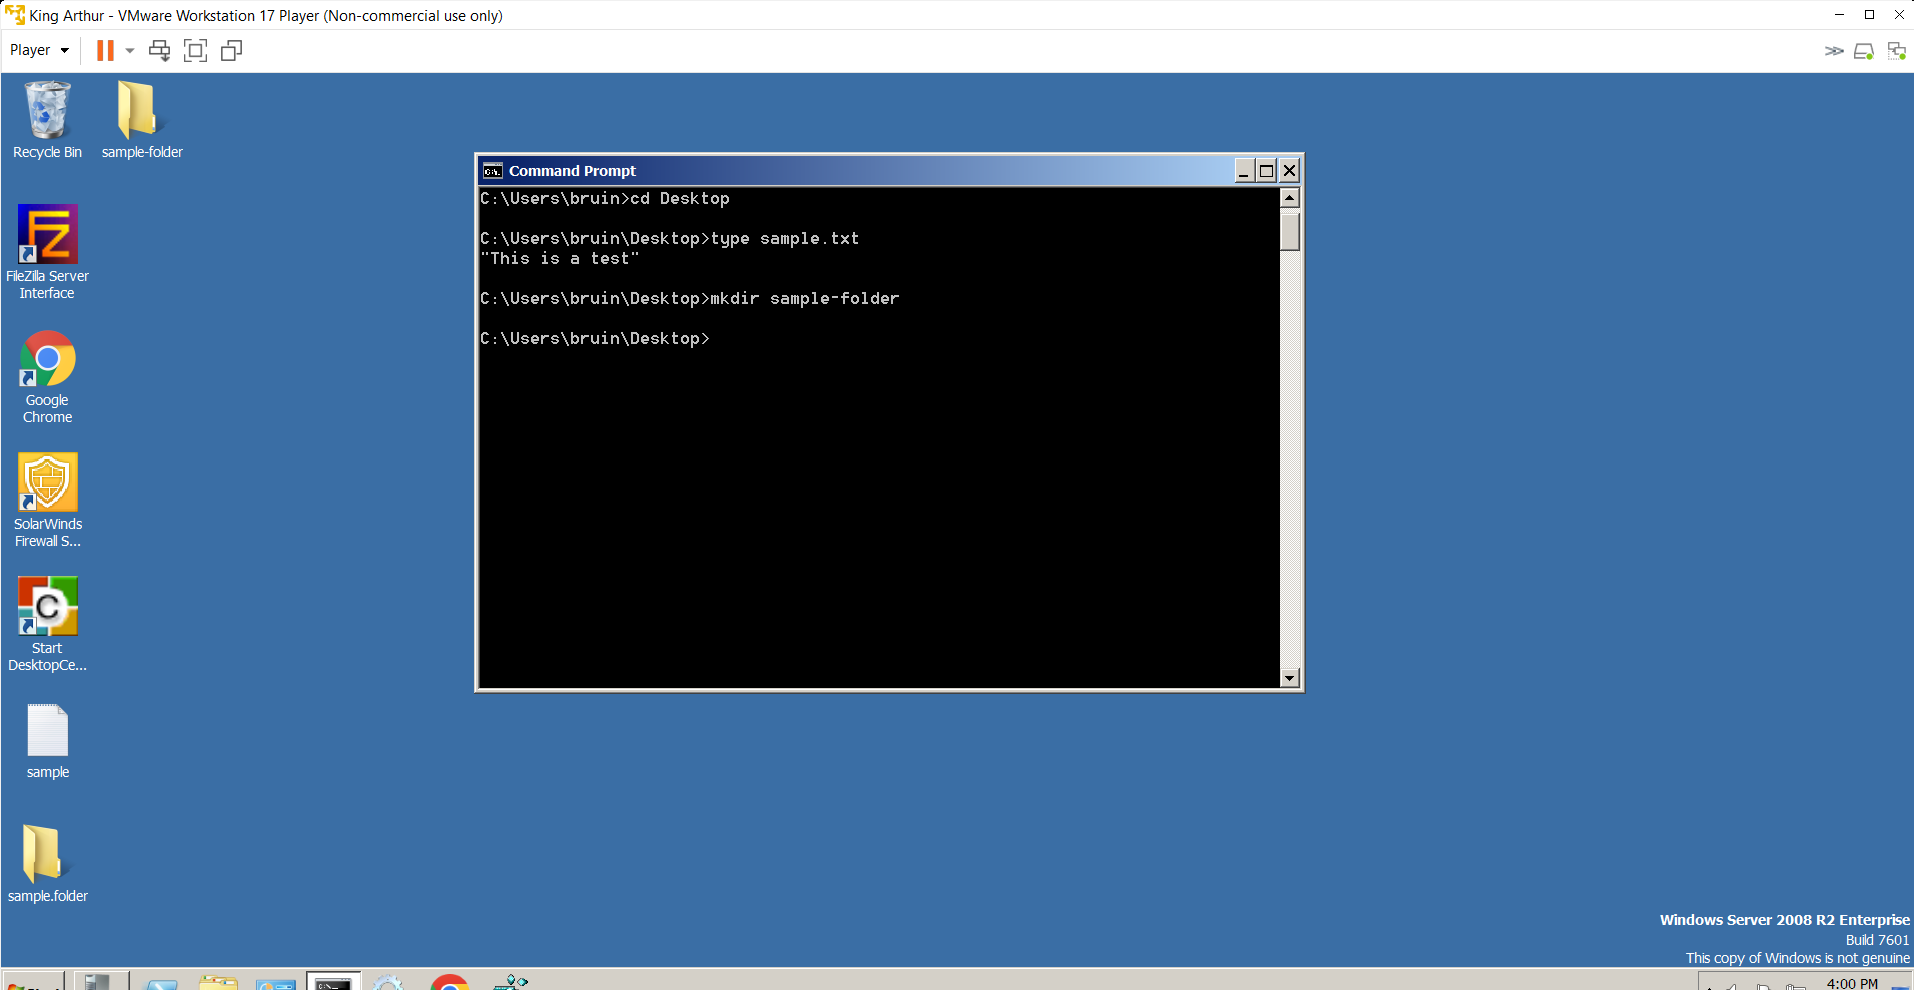 King Arthur - VMware Workstation 17 Player (Non-commercial use only)
Player
Recycle Bin
sample-folder
FileZilla Server
Interface
Google
Chrome
SolarWinds
Firewall S...
Start
DesktopCe...
sample
sample.folder
Command Prompt
C:\Users\bruin>cd Desktop
C:\Users\bruin\Desktop>type sample.txt
"This is a test"
C:\Users\bruin\Desktop>mkdir sample-folder
C:\Users\bruin\Desktop>
Windows Server 2008 R2 Enterprise
Build 7601
This copy of Windows is not genuine
4:00 PM